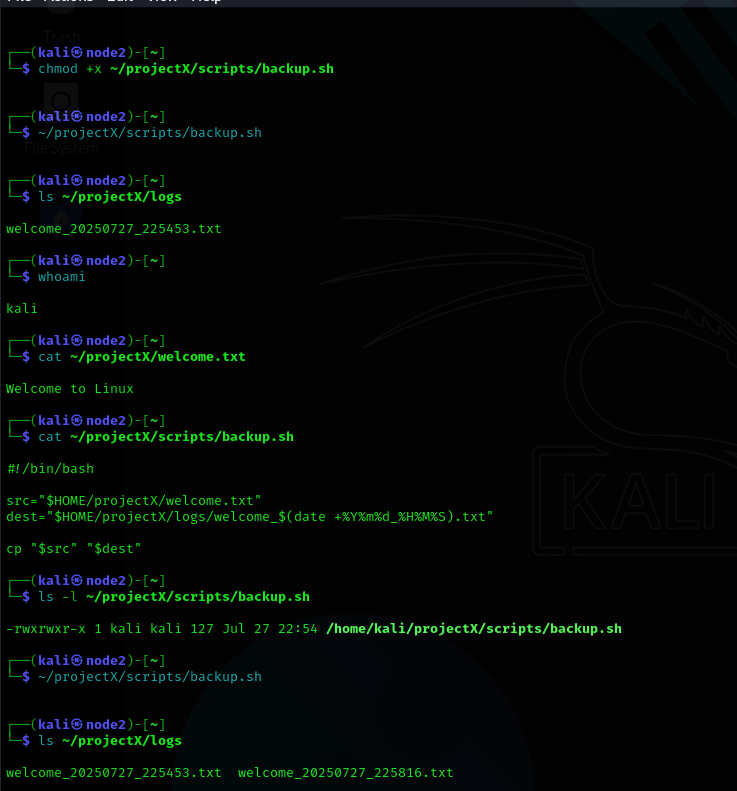 File Actions Edit View Help
Trash
┌──(kali㉿node2)-[~]
└─$ chmod +x ~/projectX/scripts/backup.sh
┌──(kali㉿node2)-[~]
└─$ ~/projectX/scripts/backup.sh
File System
┌──(kali㉿node2)-[~]
└─$ ls ~/projectX/logs
welcome_20250727_225453.txt
┌──(kali㉿node2)-[~]
└─$ whoami
kali
┌──(kali㉿node2)-[~]
└─$ cat ~/projectX/welcome.txt
Welcome to Linux
┌──(kali㉿node2)-[~]
└─$ cat ~/projectX/scripts/backup.sh
#!/bin/bash
src="$HOME/projectX/welcome.txt"
dest="$HOME/projectX/logs/welcome_$(date +%Y%m%d_%H%M%S).txt"
KALI
cp "$src" "$dest"
┌──(kali㉿node2)-[~]
└─$ ls -l ~/projectX/scripts/backup.sh
-rwxrwxr-x 1 kali kali 127 Jul 27 22:54 /home/kali/projectX/scripts/backup.sh
┌──(kali㉿node2)-[~]
└─$ ~/projectX/scripts/backup.sh
┌──(kali㉿node2)-[~]
└─$ ls ~/projectX/logs
welcome_20250727_225453.txt  welcome_20250727_225816.txt